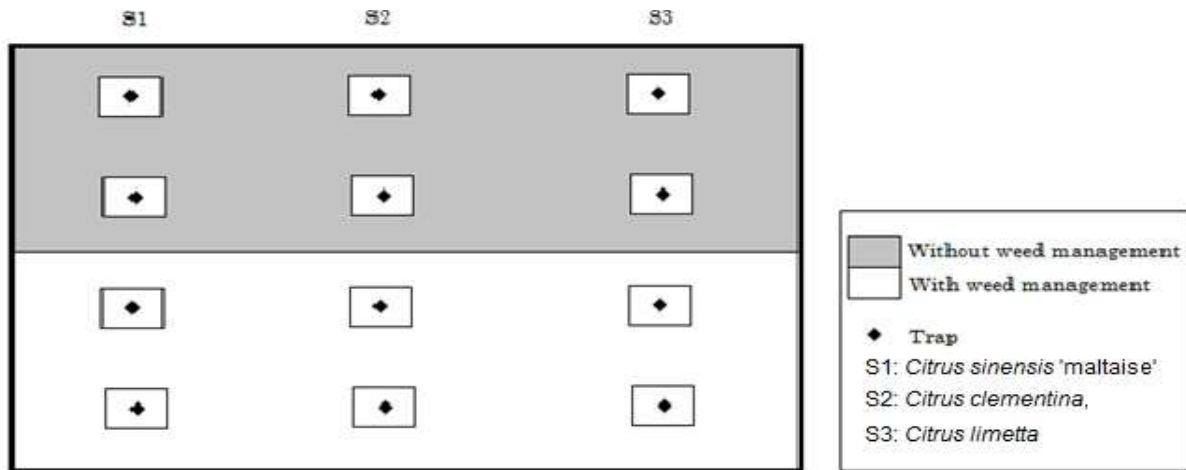 S1 S2 S3
Without weed management
With weed management
Trap
S1: Citrus sinensis 'maltaise'
S2: Citrus clementina,
S3: Citrus limetta